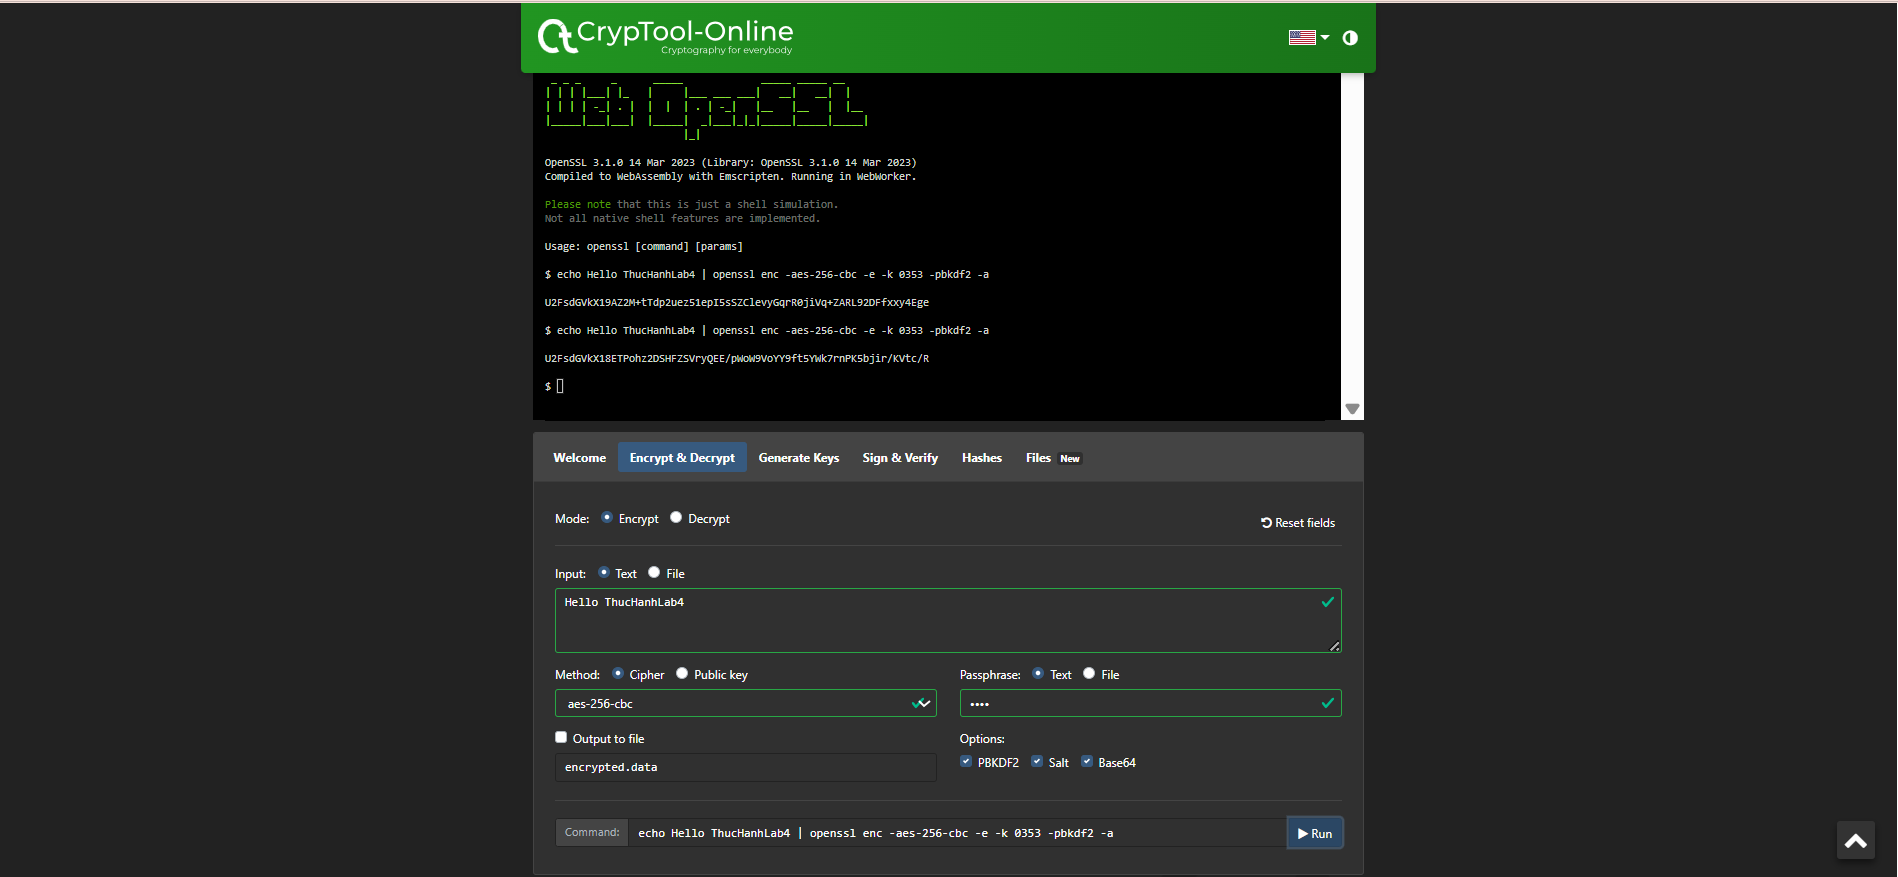 CrypTool-Online
Cryptography for everybody
Web OpenSSL
OpenSSL 3.1.0 14 Mar 2023 (Library: OpenSSL 3.1.0 14 Mar 2023)
Compiled to WebAssembly with Emscripten. Running in WebWorker.
Please note that this is just a shell simulation.
Not all native shell features are implemented.
Usage: openssl [command] [params]
$ echo Hello ThucHanhLab4 | openssl enc -aes-256-cbc -e -k 0353 -pbkdf2 -a
U2FsdGVkX19AZ2M+tTdp2uez51epI5sSZClevyGqrR0jiVq+ZARL92DFfxxy4Ege
$ echo Hello ThucHanhLab4 | openssl enc -aes-256-cbc -e -k 0353 -pbkdf2 -a
U2FsdGVkX18ETPohz2DSHFZSVryQEE/pWoW9VoYY9ft5YWk7rnPK5bjir/KVtc/R
$
Welcome Encrypt & Decrypt Generate Keys Sign & Verify Hashes Files New
Mode: Encrypt Decrypt Reset fields
Input: Text File
Hello ThucHanhLab4
Method: Cipher Public key Passphrase: Text File
aes-256-cbc ••••
Output to file Options:
encrypted.data PBKDF2 Salt Base64
Command: echo Hello ThucHanhLab4 | openssl enc -aes-256-cbc -e -k 0353 -pbkdf2 -a Run